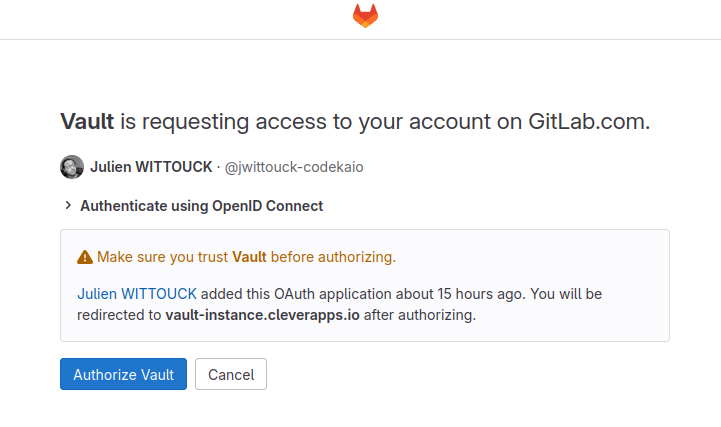 Vault is requesting access to your account on GitLab.com.
Julien WITTOUCK · @jwittouck-codekaio
Authenticate using OpenID Connect
Make sure you trust Vault before authorizing.
Julien WITTOUCK added this OAuth application about 15 hours ago. You will be
redirected to vault-instance.cleverapps.io after authorizing.
Authorize Vault Cancel